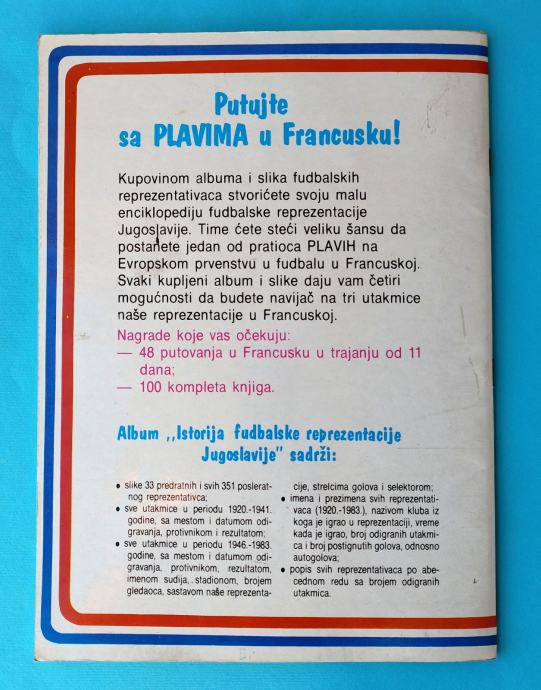 Putujte
sa PLAVIMA u Francusku!
Kupovinom albuma i slika fudbalskih
reprezentativaca stvorićete svoju malu
enciklopediju fudbalske reprezentacije
Jugoslavije. Time ćete steći veliku šansu da
postanete jedan od pratioca PLAVIH na
Evropskom prvenstvu u fudbalu u Francuskoj.
Svaki kupljeni album i slike daju vam četiri
mogućnosti da budete navijač na tri utakmice
naše reprezentacije u Francuskoj.
Nagrade koje vas očekuju:
— 48 putovanja u Francusku u trajanju od 11
dana;
— 100 kompleta knjiga.
Album ,,Istorija fudbalske reprezentacije
Jugoslavije" sadrži:
• slike 33 predratnih i svih 351 poslerat-
nog reprezentativca;
• sve utakmice u periodu 1920.-1941.
godine, sa mestom i datumom odi-
gravanja, protivnikom i rezultatom;
• sve utakmice u periodu 1946.-1983.
godine, sa mestom i datumom odi-
gravanja, protivnikom, rezultatom,
imenom sudija, stadionom, brojem
gledaoca, sastavom naše reprezenta-
cije, strelcima golova i selektorom;
• imena i prezimena svih reprezentati-
vaca (1920.-1983.), nazivom kluba iz
koga je igrao u reprezentaciji, vreme
kada je igrao, broj odigranih utakmi-
ca i broj postignutih golova, odnosno
autogolova;
• popis svih reprezentativaca po abe-
cednom redu sa brojem odigranih
utakmica.